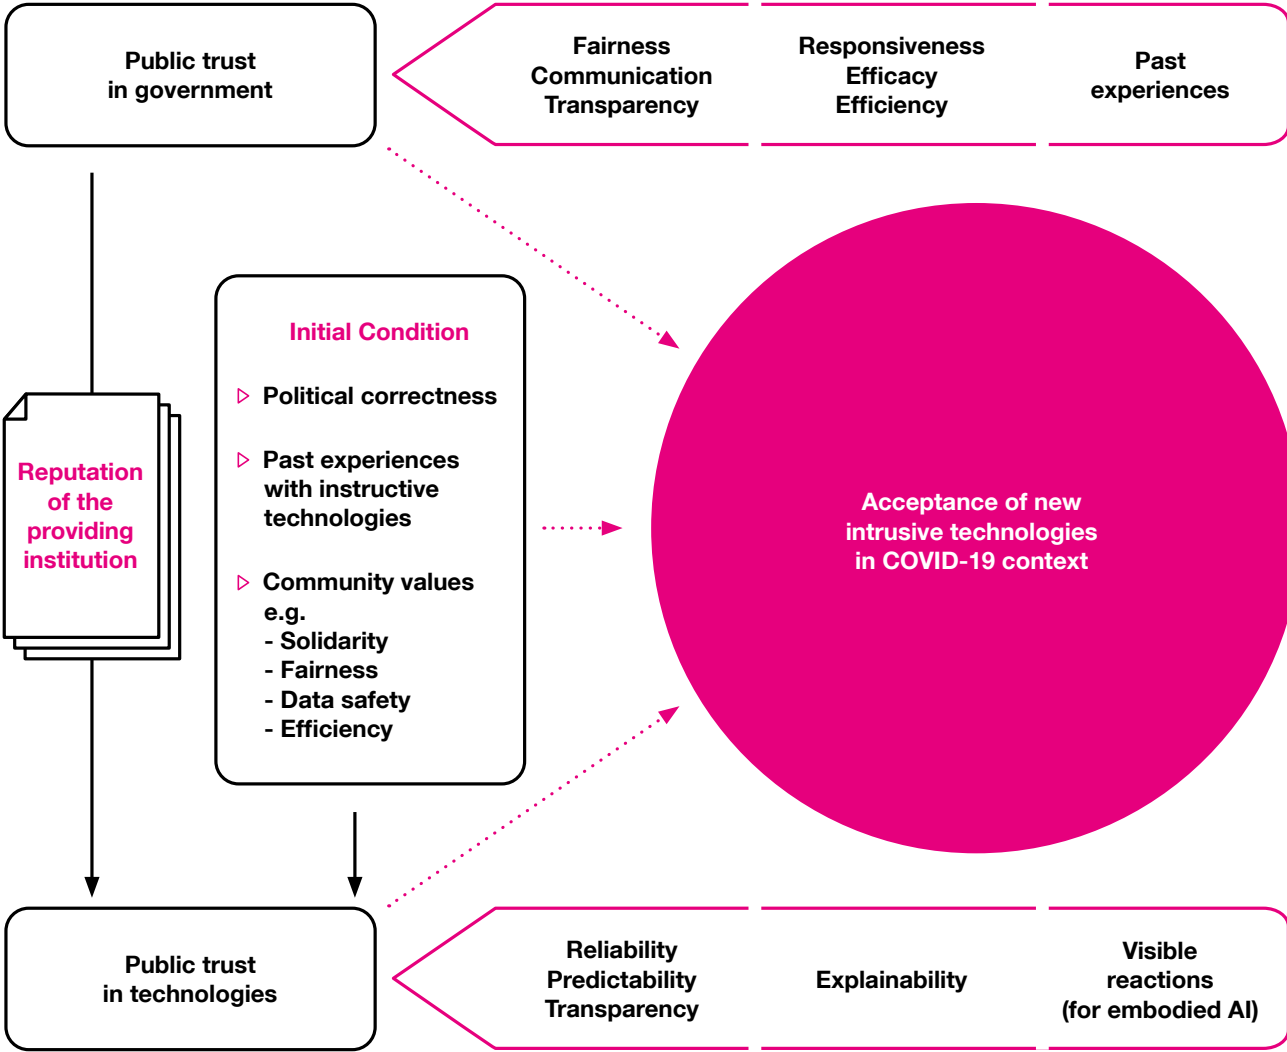 Public trust
in government
Fairness
Communication
Transparency
Responsiveness
Efficacy
Efficiency
Past
experiences
Initial Condition
Political correctness
Past experiences
with instructive
technologies
Community values
e.g.
- Solidarity
- Fairness
- Data safety
- Efficiency
Reputation
of the
providing
institution
Acceptance of new
intrusive technologies
in COVID-19 context
Public trust
in technologies
Reliability
Predictability
Transparency
Explainability
Visible
reactions
(for embodied AI)